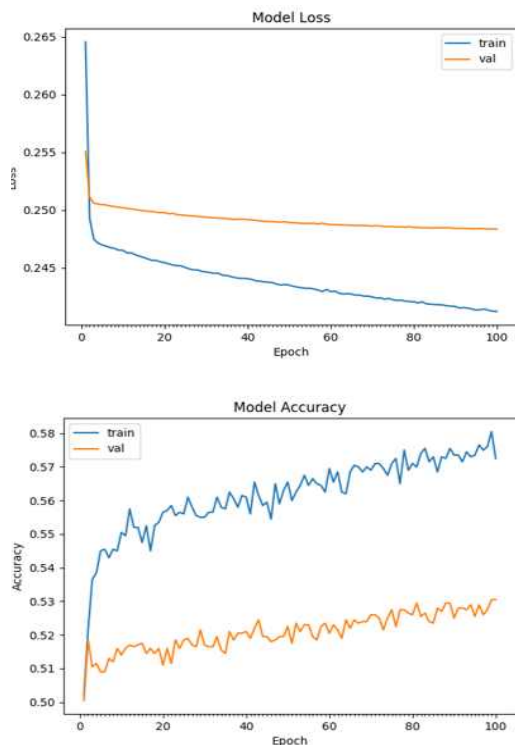 Model Loss
0.265
0.260
0.255
0.250
0.245
Loss
train
val
Epoch
0 20 40 60 80 100
Model Accuracy
0.58
0.57
0.56
0.55
0.54
0.53
0.52
0.51
0.50
Accuracy
train
val
0 20 40 60 80 100
Epoch